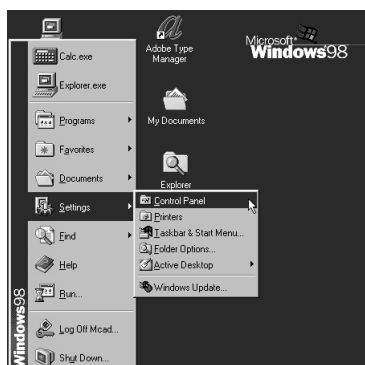 Calc.exe
Explorer.exe
Programs
Favorites
Documents
Settings
Find
Help
Run...
Log Off Mcad...
Shut Down...
Windows98
Adobe Type
Manager
My Documents
Explorer
Microsoft
Windows98
Control Panel
Printers
Taskbar & Start Menu...
Folder Options...
Active Desktop
Windows Update...